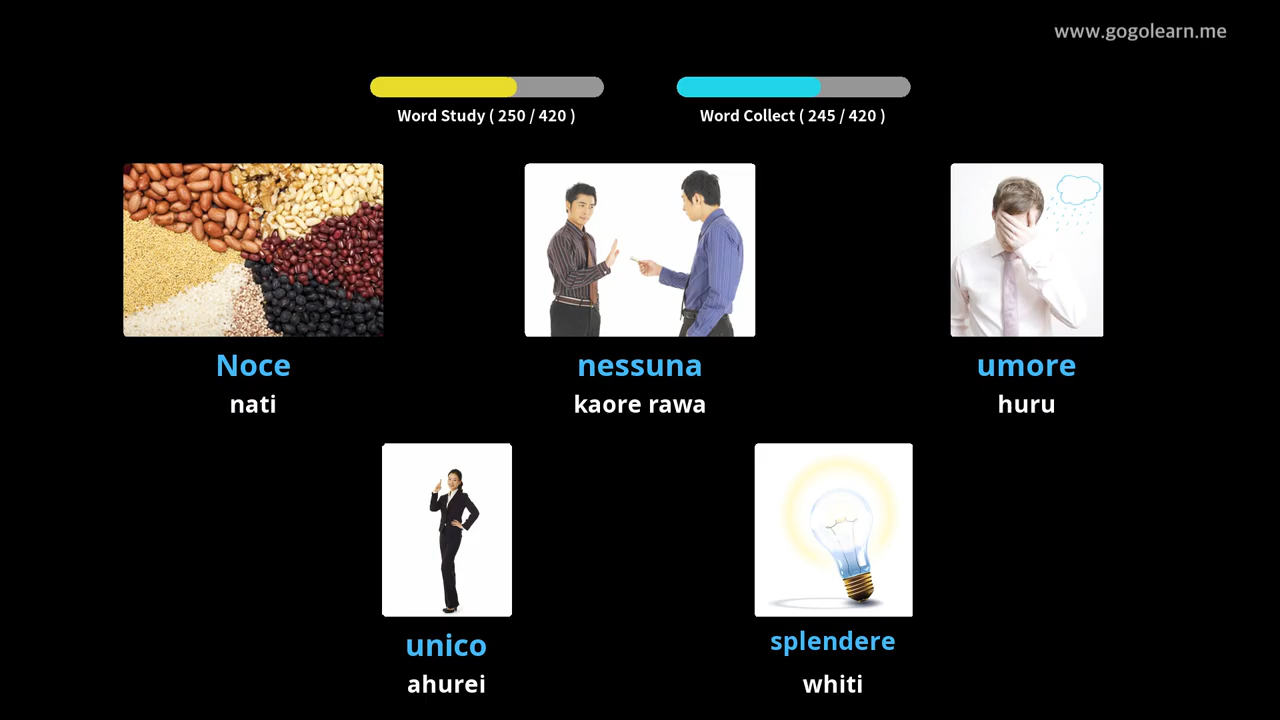 www.gogolearn.me
Word Study ( 250 / 420 )
Word Collect ( 245 / 420 )
Noce
nati
nessuna
kaore rawa
umore
huru
unico
ahurei
splendere
whiti